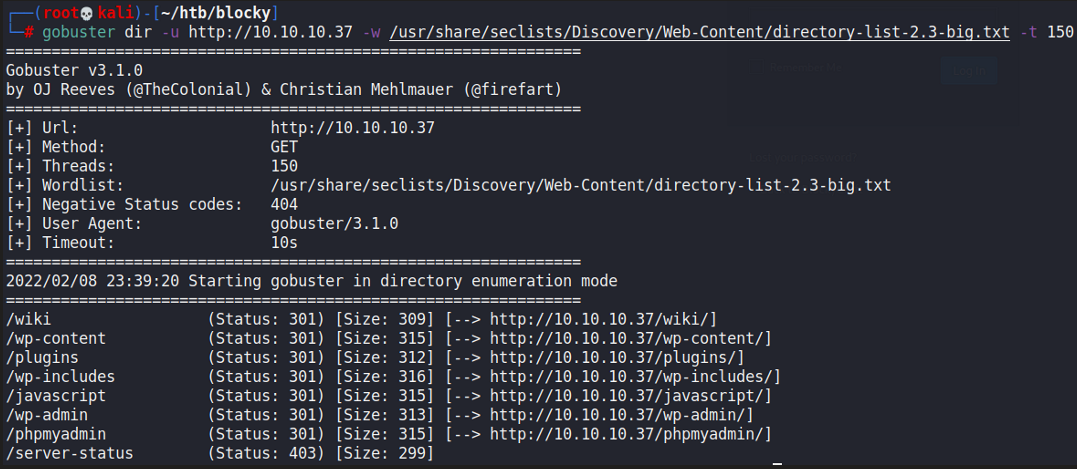 ┌──(root💀kali)-[~/htb/blocky]
└─# gobuster dir -u http://10.10.10.37 -w /usr/share/seclists/Discovery/Web-Content/directory-list-2.3-big.txt -t 150
===============================================================
Gobuster v3.1.0
by OJ Reeves (@TheColonial) & Christian Mehlmauer (@firefart)
===============================================================
[+] Url:                     http://10.10.10.37
[+] Method:                  GET
[+] Threads:                 150
[+] Wordlist:                /usr/share/seclists/Discovery/Web-Content/directory-list-2.3-big.txt
[+] Negative Status codes:   404
[+] User Agent:              gobuster/3.1.0
[+] Timeout:                 10s
===============================================================
2022/02/08 23:39:20 Starting gobuster in directory enumeration mode
===============================================================
/wiki                 (Status: 301) [Size: 309] [--> http://10.10.10.37/wiki/]
/wp-content           (Status: 301) [Size: 315] [--> http://10.10.10.37/wp-content/]
/plugins              (Status: 301) [Size: 312] [--> http://10.10.10.37/plugins/]
/wp-includes          (Status: 301) [Size: 316] [--> http://10.10.10.37/wp-includes/]
/javascript           (Status: 301) [Size: 315] [--> http://10.10.10.37/javascript/]
/wp-admin             (Status: 301) [Size: 313] [--> http://10.10.10.37/wp-admin/]
/phpmyadmin           (Status: 301) [Size: 315] [--> http://10.10.10.37/phpmyadmin/]
/server-status        (Status: 403) [Size: 299]